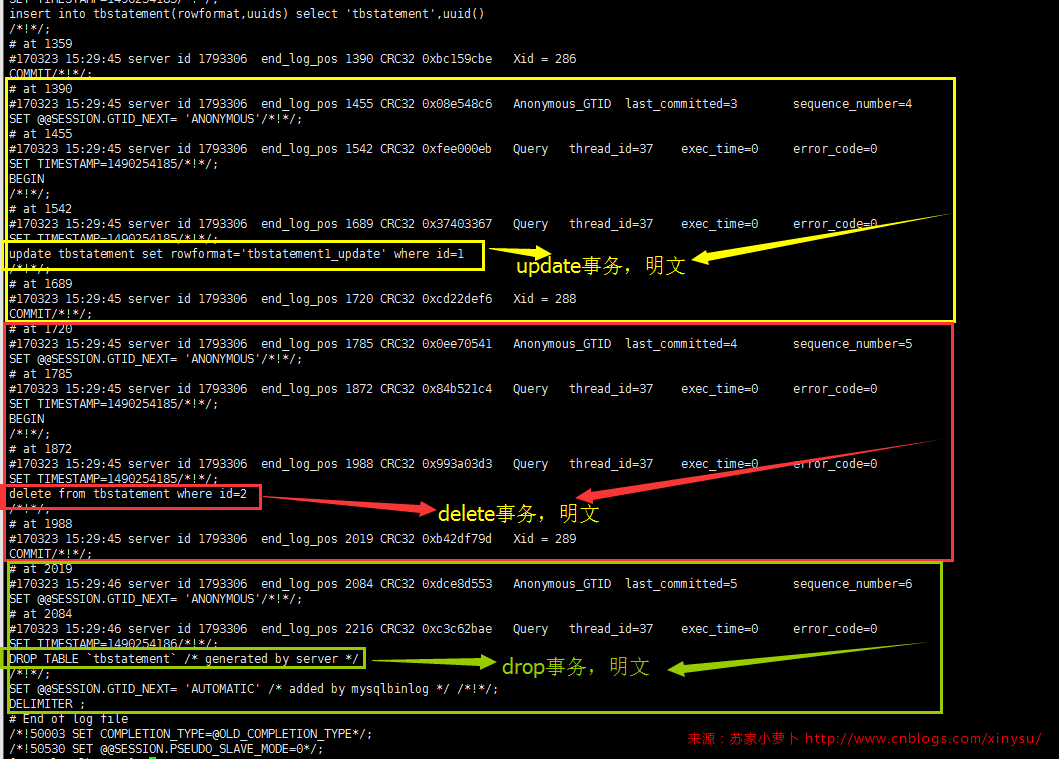 SET TIMESTAMP=1490254185/*!*/;
insert into tbstatement(rowformat,uuids) select 'tbstatement',uuid()
/*!*/;
# at 1359
#170323 15:29:45 server id 1793306  end_log_pos 1390 CRC32 0xbc159cbe   Xid = 286
COMMIT/*!*/;
# at 1390
#170323 15:29:45 server id 1793306  end_log_pos 1455 CRC32 0x08e548c6   Anonymous_GTID  last_committed=3        sequence_number=4
SET @@SESSION.GTID_NEXT= 'ANONYMOUS'/*!*/;
# at 1455
#170323 15:29:45 server id 1793306  end_log_pos 1542 CRC32 0xfee000eb   Query   thread_id=37    exec_time=0     error_code=0
SET TIMESTAMP=1490254185/*!*/;
BEGIN
/*!*/;
# at 1542
#170323 15:29:45 server id 1793306  end_log_pos 1689 CRC32 0x37403367   Query   thread_id=37    exec_time=0     error_code=0
SET TIMESTAMP=1490254185/*!*/;
update tbstatement set rowformat='tbstatement1_update' where id=1
update事务，明文
/*!*/;
# at 1689
#170323 15:29:45 server id 1793306  end_log_pos 1720 CRC32 0xcd22def6   Xid = 288
COMMIT/*!*/;
# at 1720
#170323 15:29:45 server id 1793306  end_log_pos 1785 CRC32 0x0ee70541   Anonymous_GTID  last_committed=4        sequence_number=5
SET @@SESSION.GTID_NEXT= 'ANONYMOUS'/*!*/;
# at 1785
#170323 15:29:45 server id 1793306  end_log_pos 1872 CRC32 0x84b521c4   Query   thread_id=37    exec_time=0     error_code=0
SET TIMESTAMP=1490254185/*!*/;
BEGIN
/*!*/;
# at 1872
#170323 15:29:45 server id 1793306  end_log_pos 1988 CRC32 0x993a03d3   Query   thread_id=37    exec_time=0     error_code=0
SET TIMESTAMP=1490254185/*!*/;
delete from tbstatement where id=2
/*!*/;
delete事务，明文
# at 1988
#170323 15:29:45 server id 1793306  end_log_pos 2019 CRC32 0xb42df79d   Xid = 289
COMMIT/*!*/;
# at 2019
#170323 15:29:46 server id 1793306  end_log_pos 2084 CRC32 0xdce8d553   Anonymous_GTID  last_committed=5        sequence_number=6
SET @@SESSION.GTID_NEXT= 'ANONYMOUS'/*!*/;
# at 2084
#170323 15:29:46 server id 1793306  end_log_pos 2216 CRC32 0xc3c62bae   Query   thread_id=37    exec_time=0     error_code=0
SET TIMESTAMP=1490254186/*!*/;
DROP TABLE `tbstatement` /* generated by server */
drop事务，明文
/*!*/;
SET @@SESSION.GTID_NEXT= 'AUTOMATIC' /* added by mysqlbinlog */ /*!*/;
DELIMITER ;
# End of log file
/*!50003 SET COMPLETION_TYPE=@OLD_COMPLETION_TYPE*/;
/*!50530 SET @@SESSION.PSEUDO_SLAVE_MODE=0*/;
来源：苏家小萝卜 http://www.cnblogs.com/xinysu/